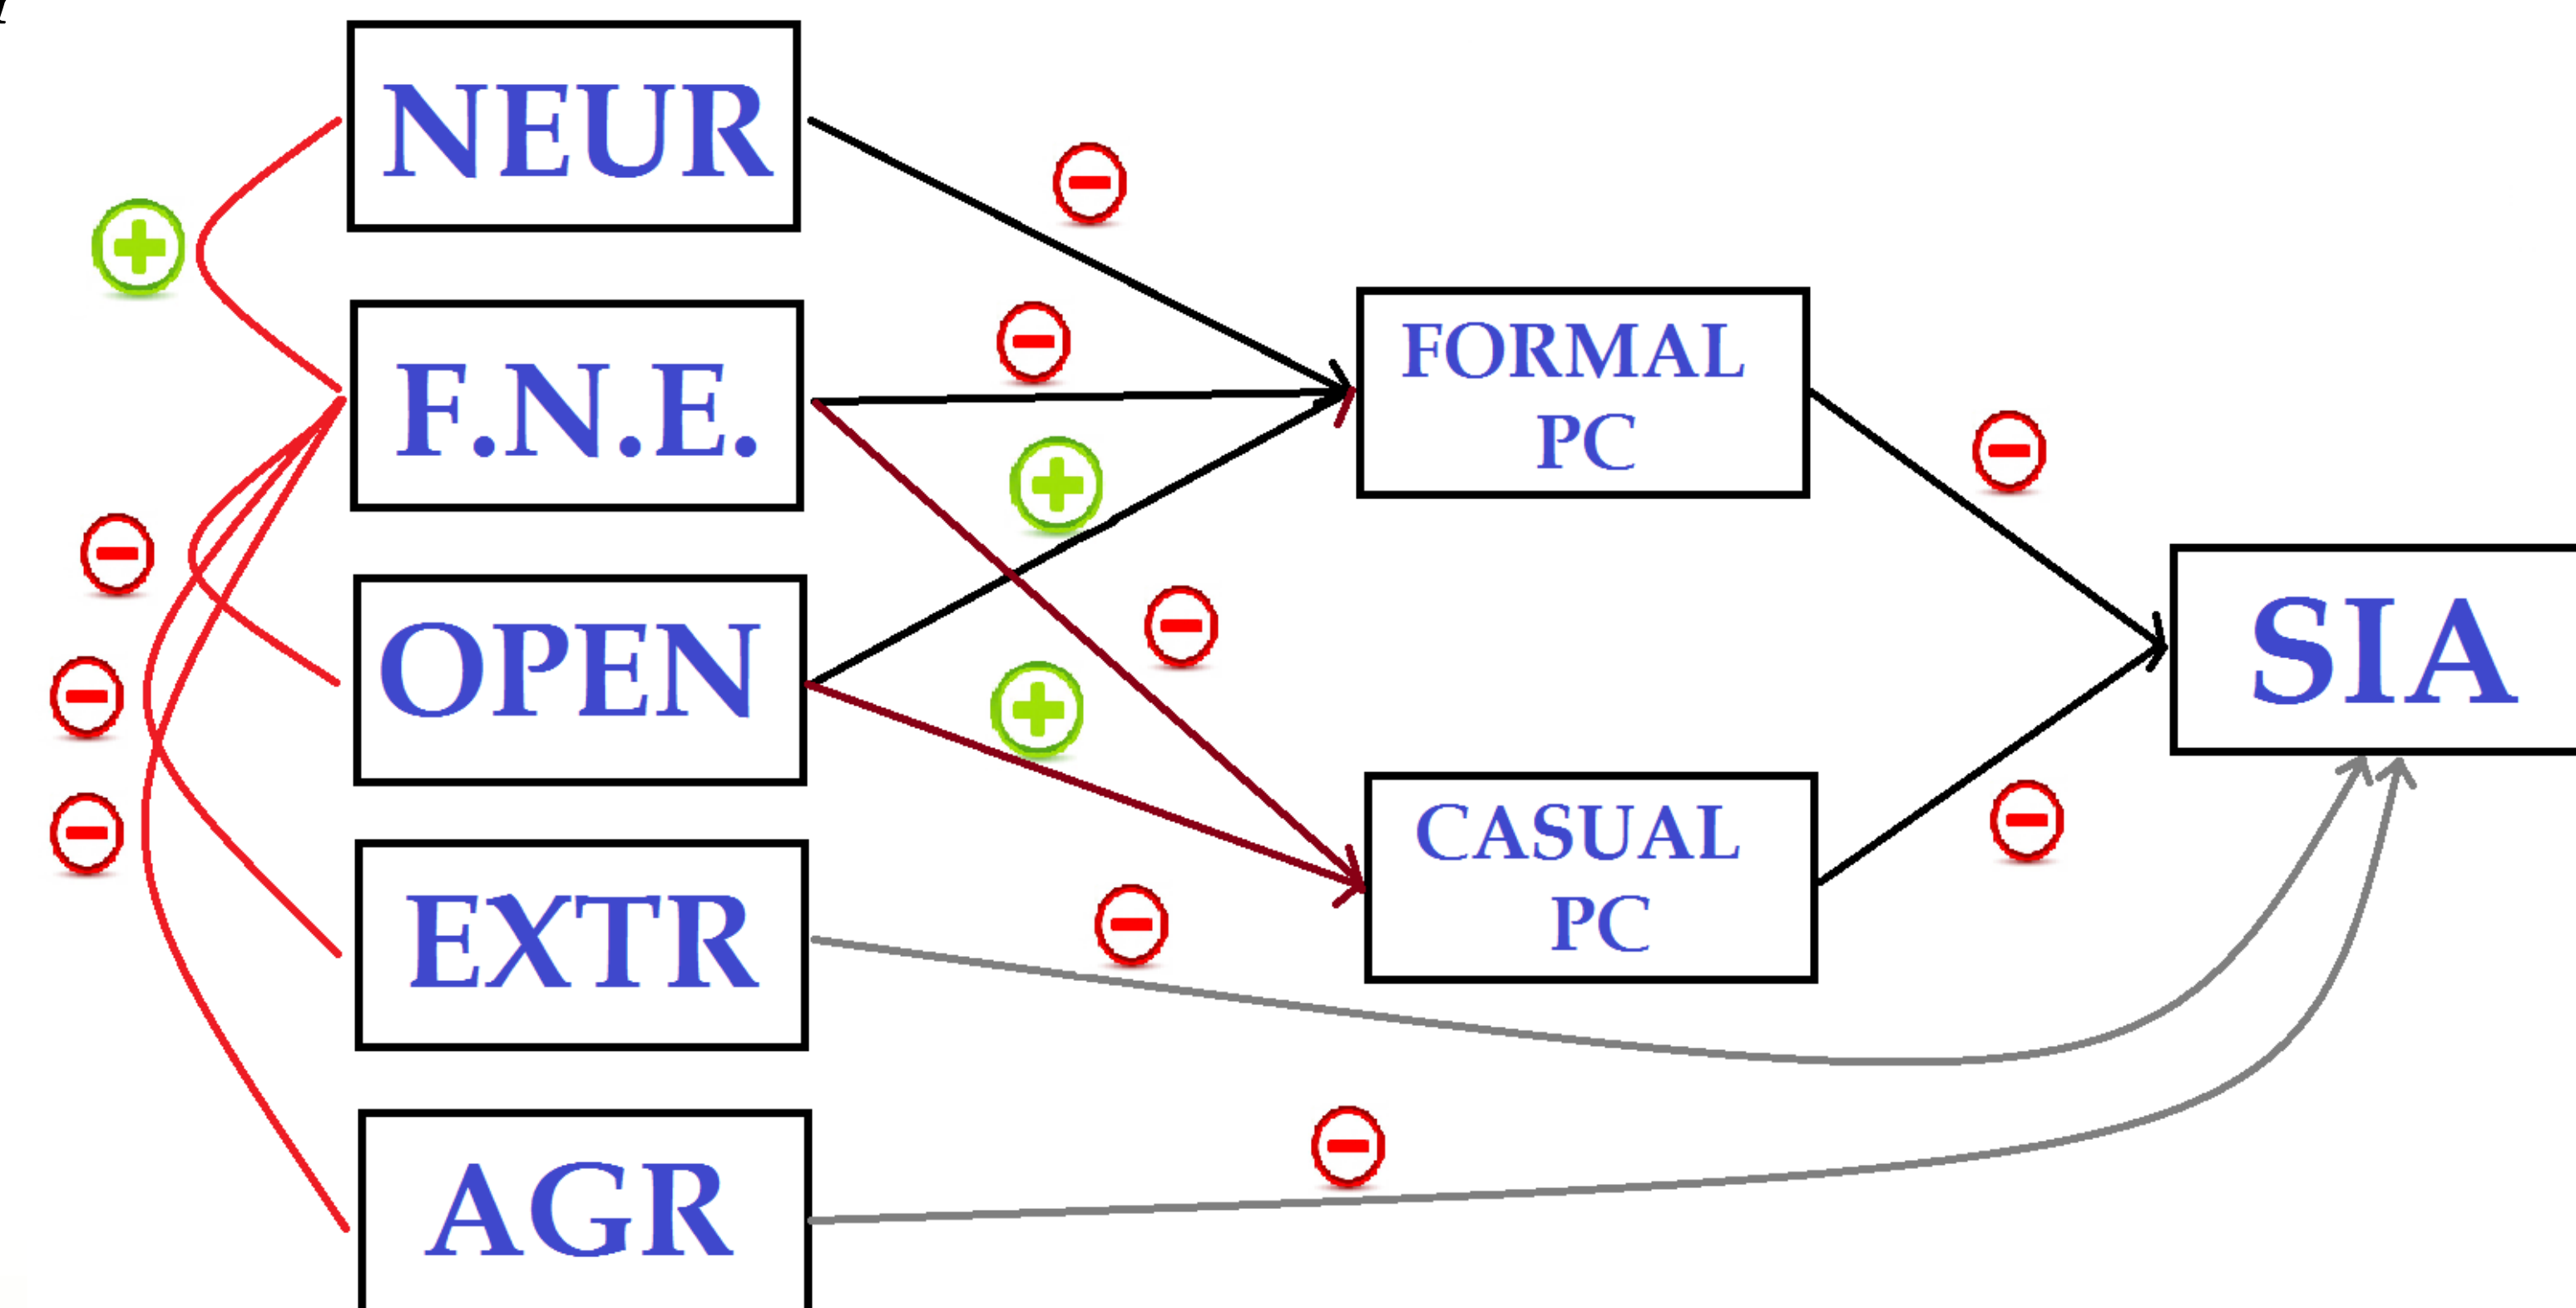 NEUR
F.N.E.
OPEN
EXTR
AGR
FORMAL
PC
CASUAL
PC
SIA